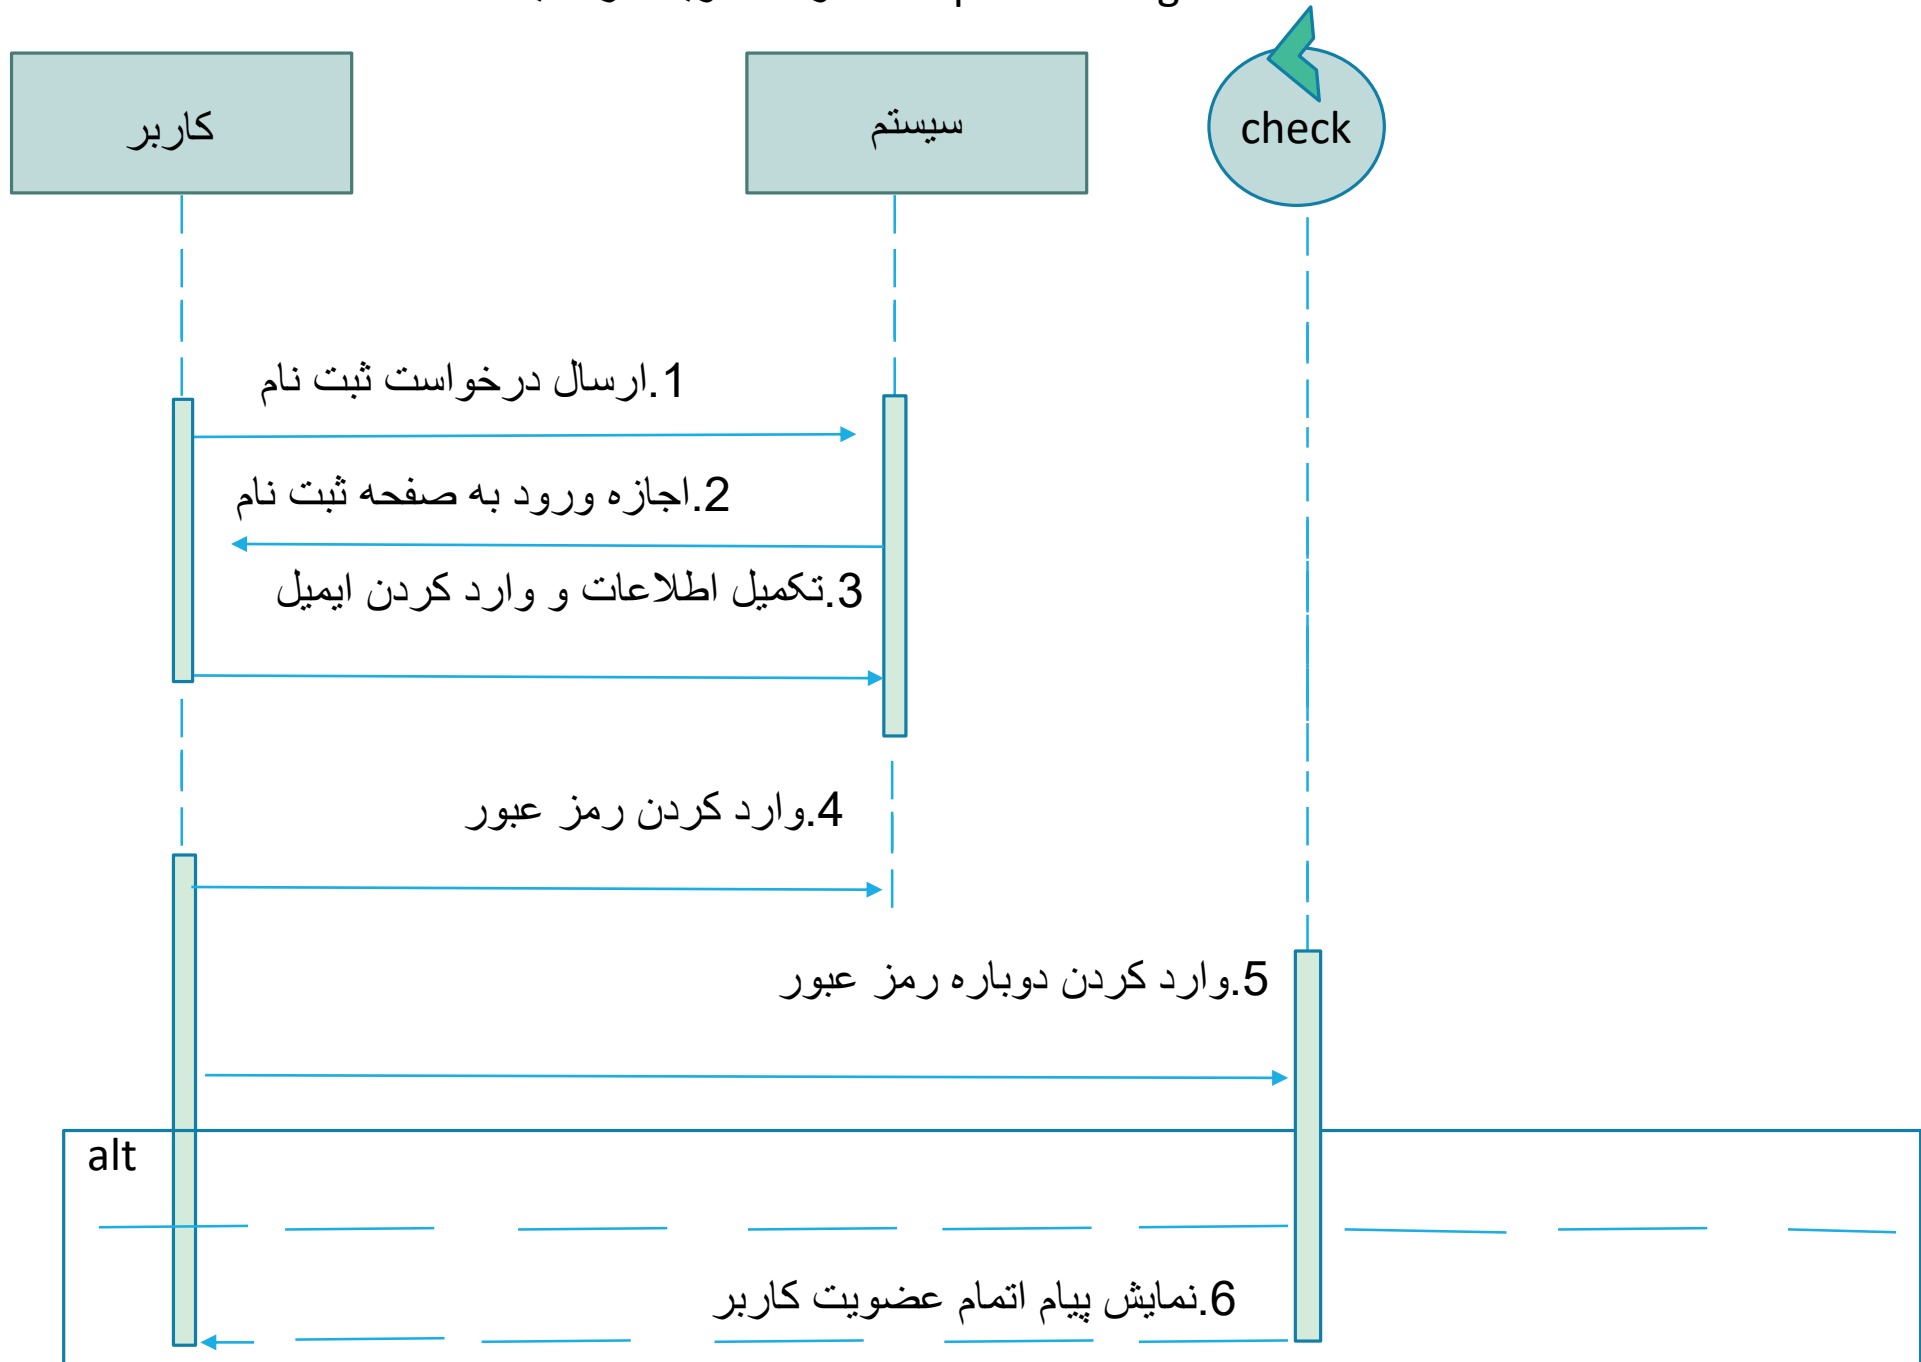 کاربر
سیستم
check
1.ارسال درخواست ثبت نام
2.اجازه ورود به صفحه ثبت نام
3.تکمیل اطلاعات و وارد کردن ایمیل
4.وارد کردن رمز عبور
5.وارد کردن دوباره رمز عبور
alt
6.نمایش پیام اتمام عضویت کاربر